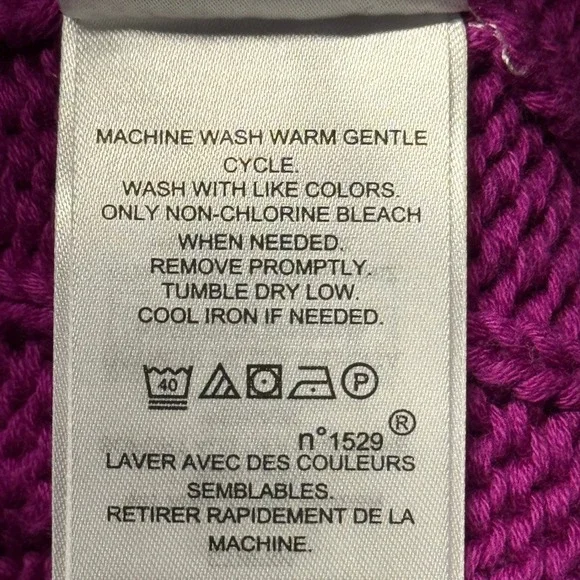 MACHINE WASH WARM GENTLE
CYCLE.
WASH WITH LIKE COLORS.
ONLY NON-CHLORINE BLEACH
WHEN NEEDED.
REMOVE PROMPTLY.
TUMBLE DRY LOW.
COOL IRON IF NEEDED.
40 P
n°1529®
LAVER AVEC DES COULEURS
SEMBLABLES.
RETIRER RAPIDEMENT DE LA
MACHINE.